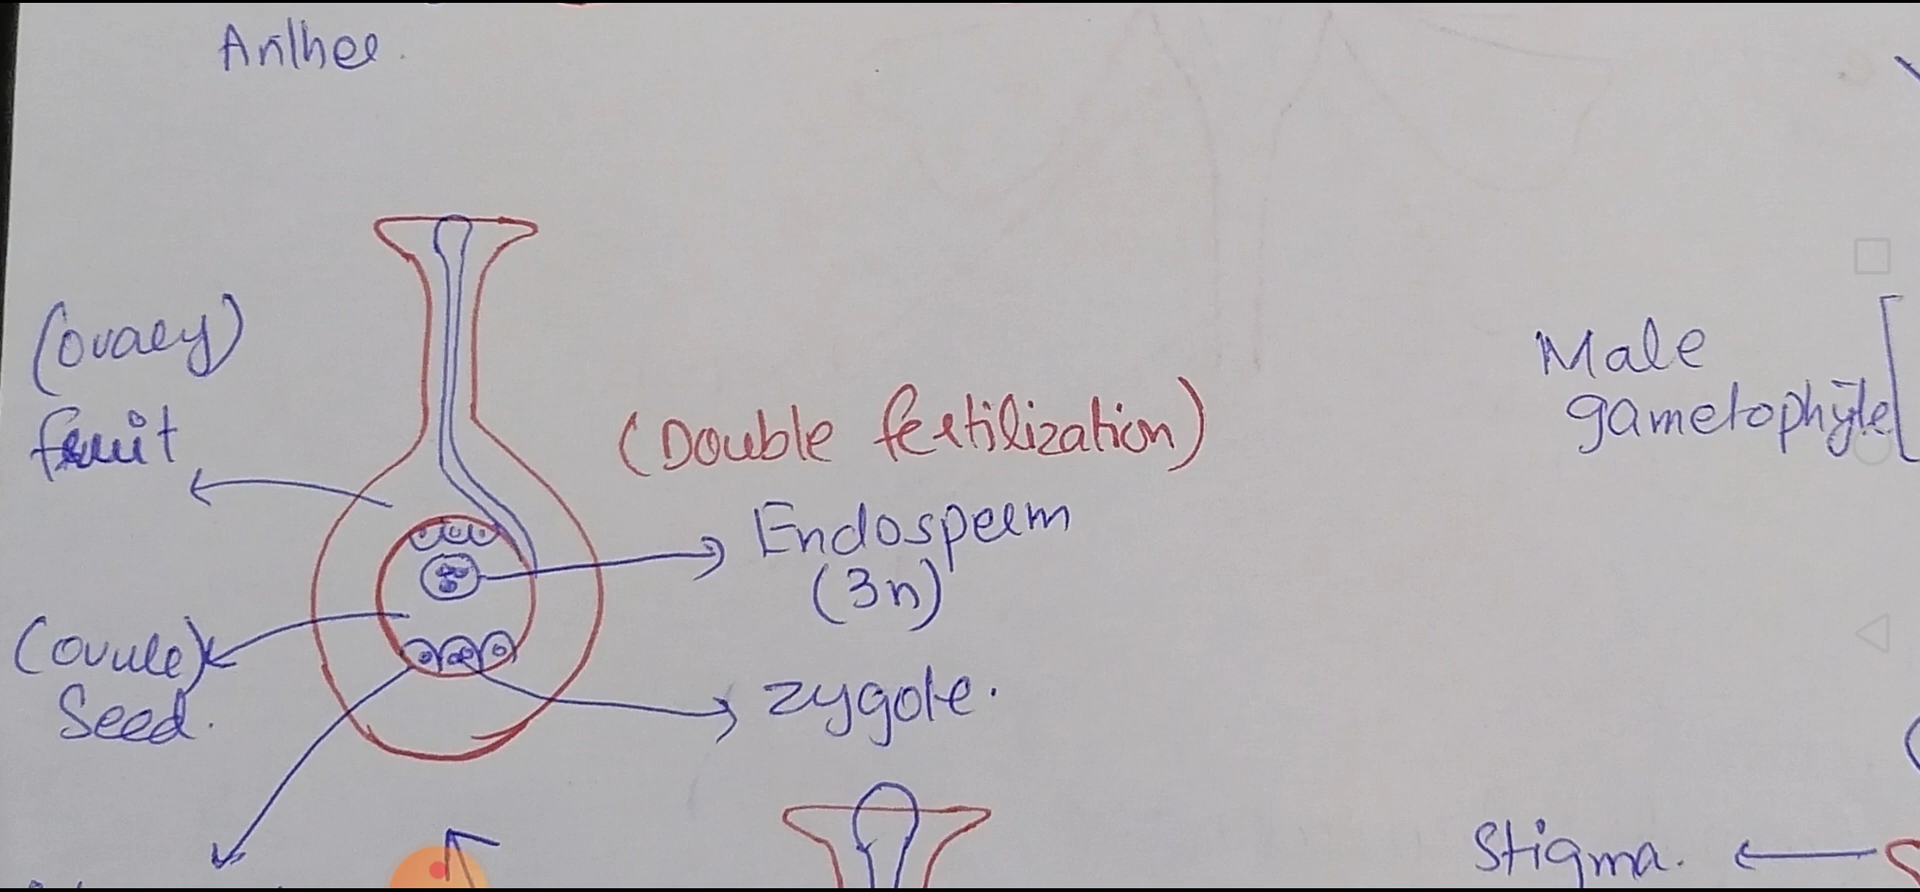 Anther.
(ovary)
fruit
(Double fertilization)
Endosperm
(3n)
Male
gametophyte
(ovule)
Seed.
zygote.
Stigma.